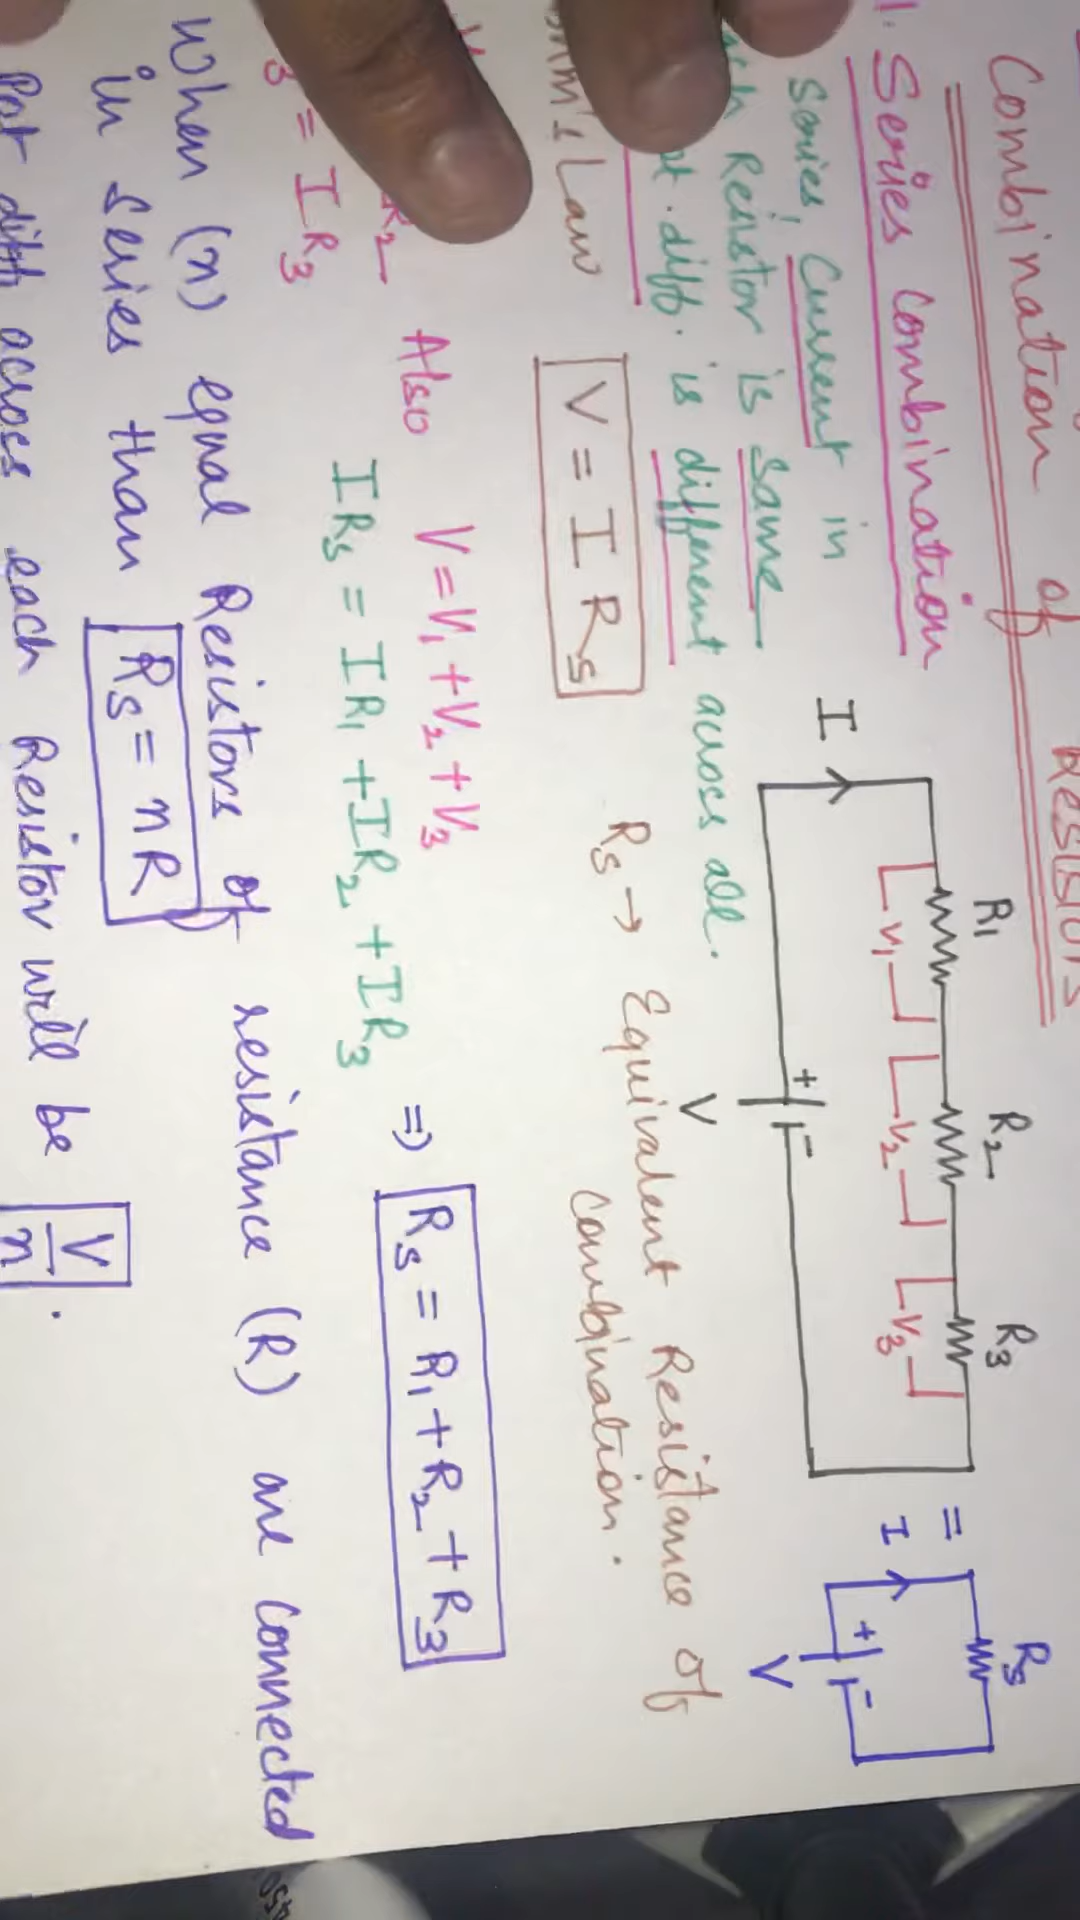 Combination of Resistors
1. Series Combination
series, Current in
Resistor is Same
diff. is different across all.
Law V = I Rs
Rs → Equivalent Resistance of
Combination.
I
R1 R2 R3
V1 V2 V3
+ -
V
=
I
Rs
+ -
V
R2 Also V = V1 + V2 + V3
3 = I R3
I Rs = I R1 + I R2 + I R3 => Rs = R1 + R2 + R3
When (n) equal Resistors of resistance (R) are connected
in series than Rs = nR
Pot diff across each Resistor will be V/n.